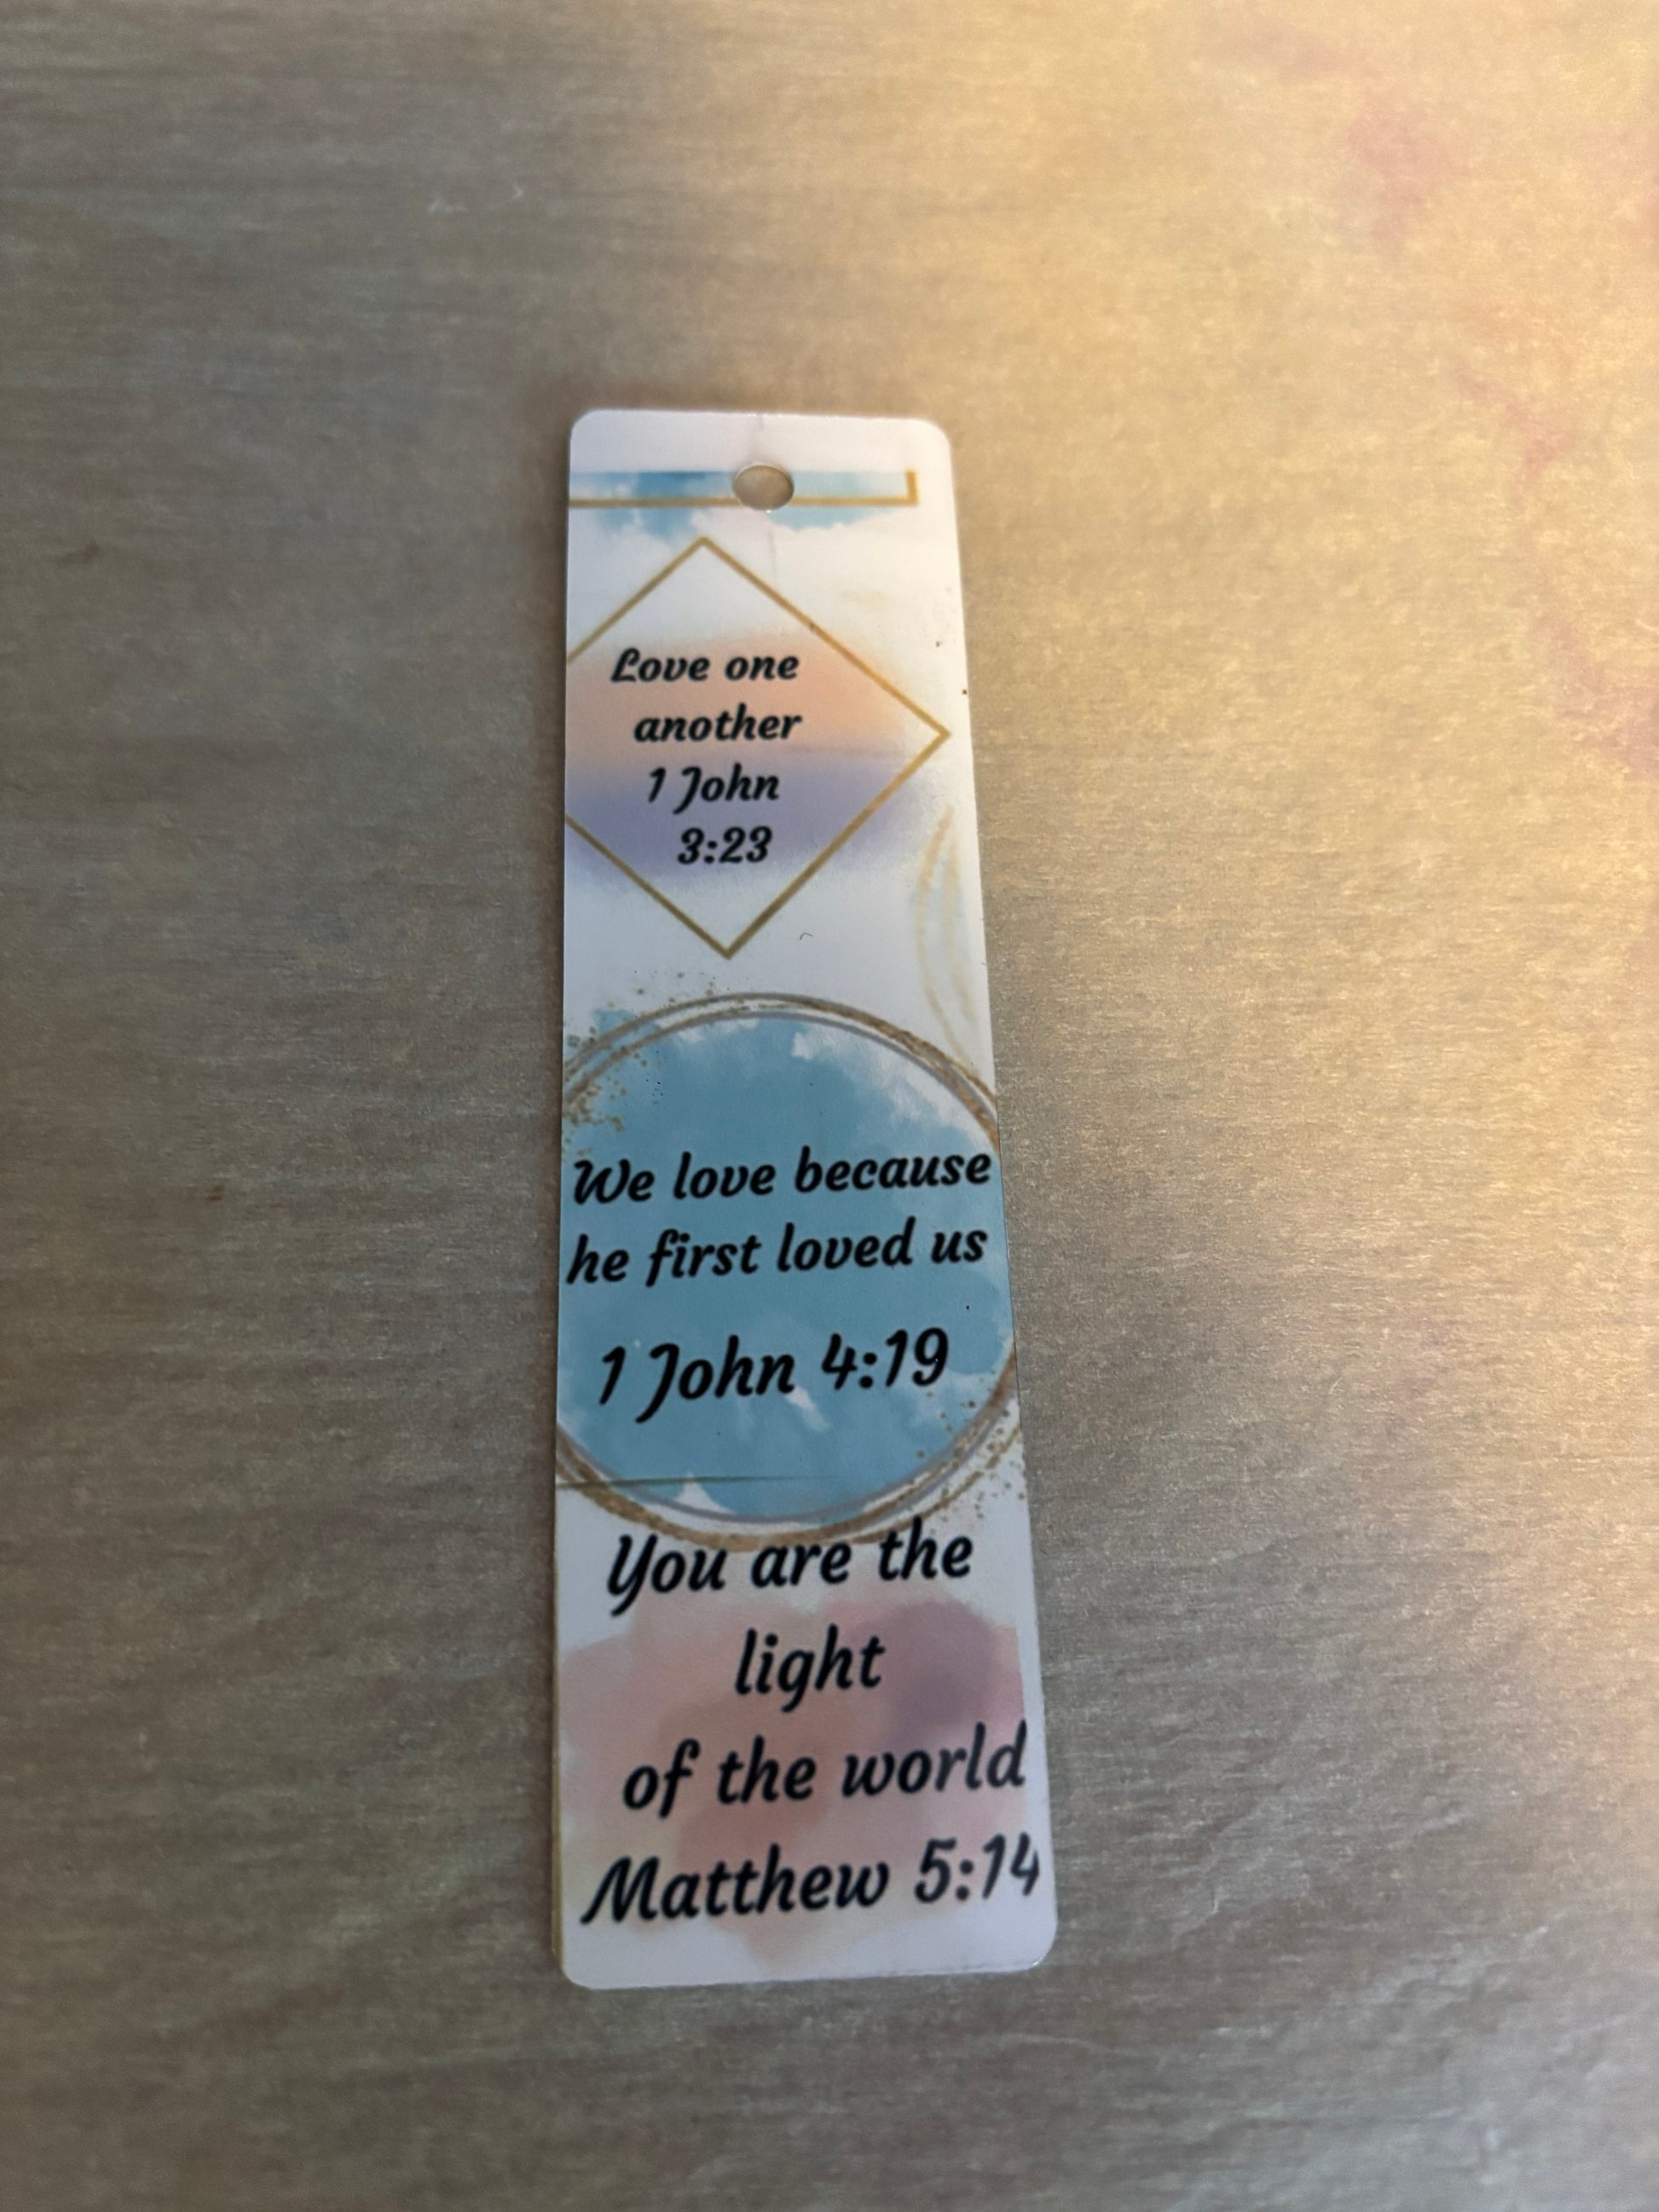 Love one
another
1 John
3:23
We love because
he first loved us
1 John 4:19
You are the
light
of the world
Matthew 5:14